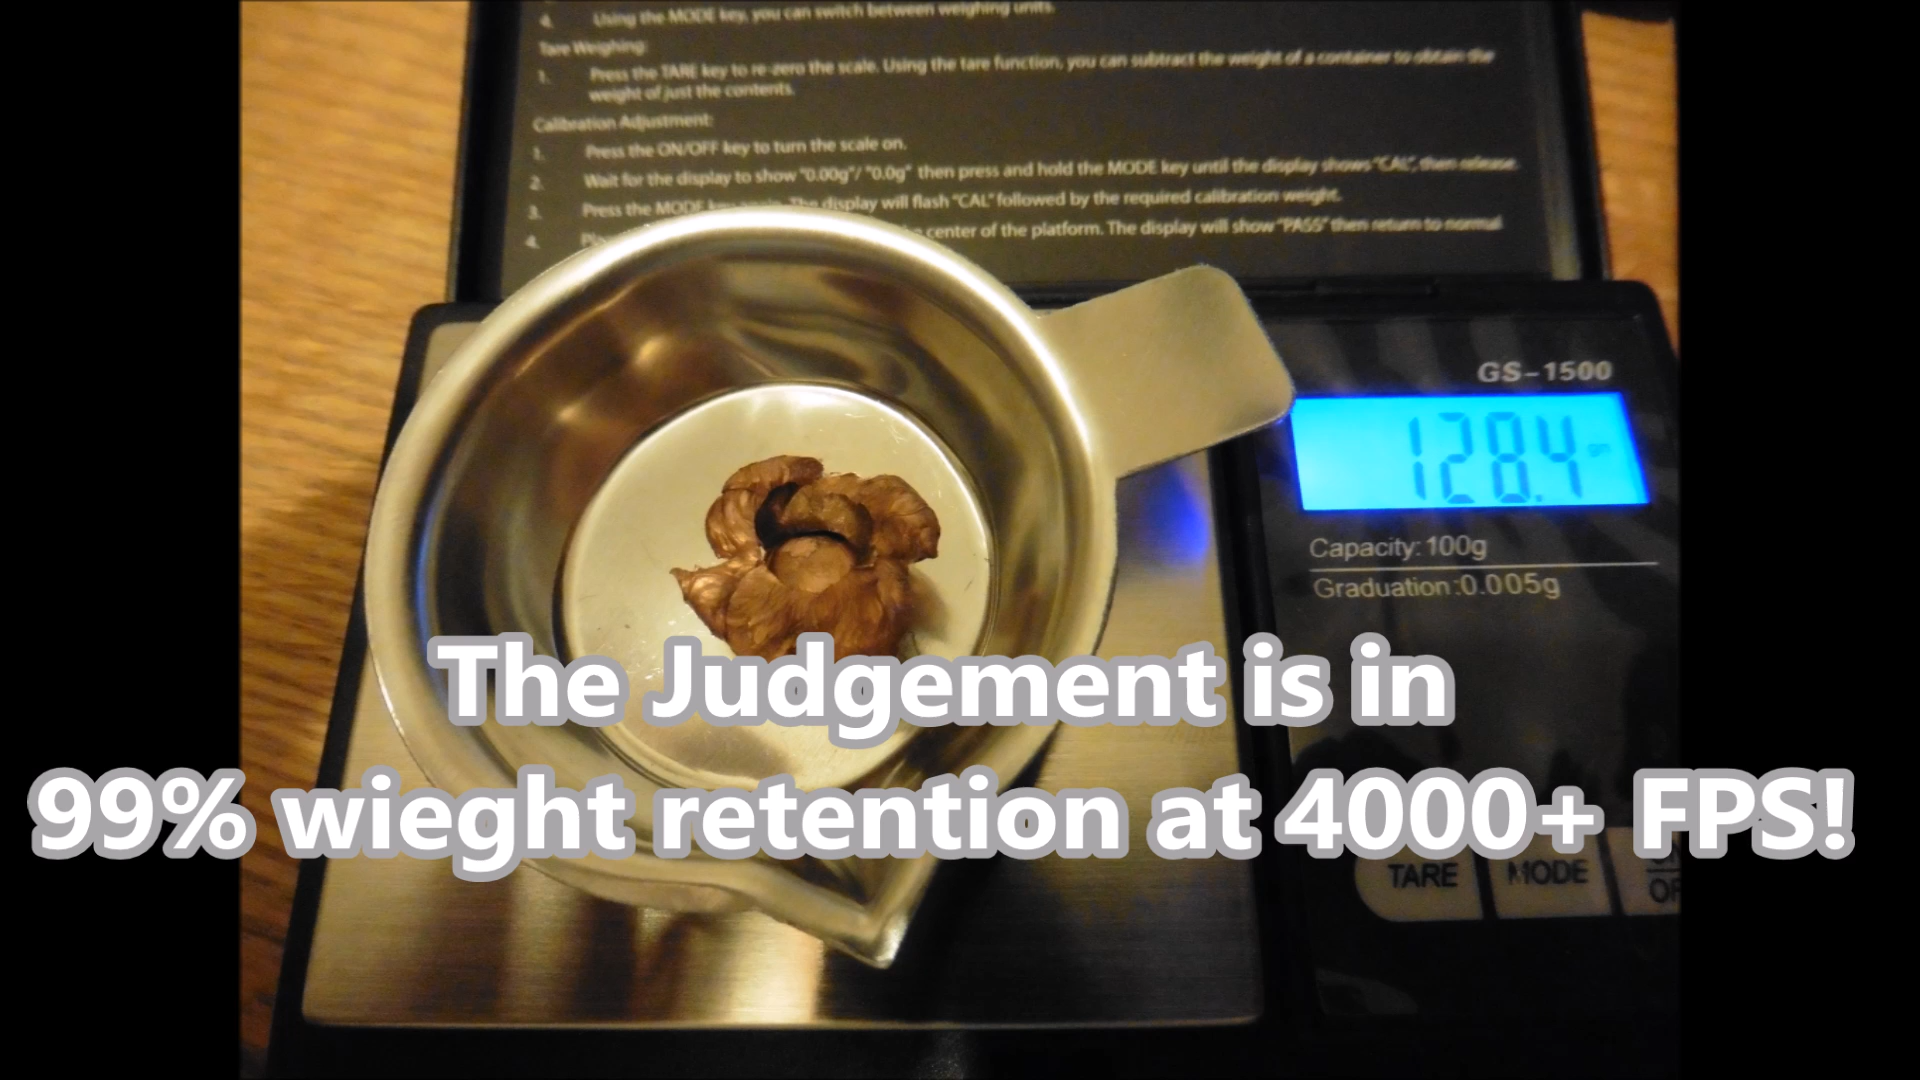 4. Using the MODE key, you can switch between weighing units.
Tare Weighing:
1. Press the TARE key to re-zero the scale. Using the tare function, you can subtract the weight of a container to obtain the
weight of just the contents.
Calibration Adjustment:
1. Press the ON/OFF key to turn the scale on.
2. Wait for the display to show "0.00g"/ "0.0g" then press and hold the MODE key until the display shows "CAL", then release.
3. Press the MODE key again. The display will flash "CAL" followed by the required calibration weight.
4. center of the platform. The display will show "PASS" then return to normal
GS-1500
128.4
Capacity: 100g
Graduation:0.005g
The Judgement is in
99% wieght retention at 4000+ FPS!
TARE MODE